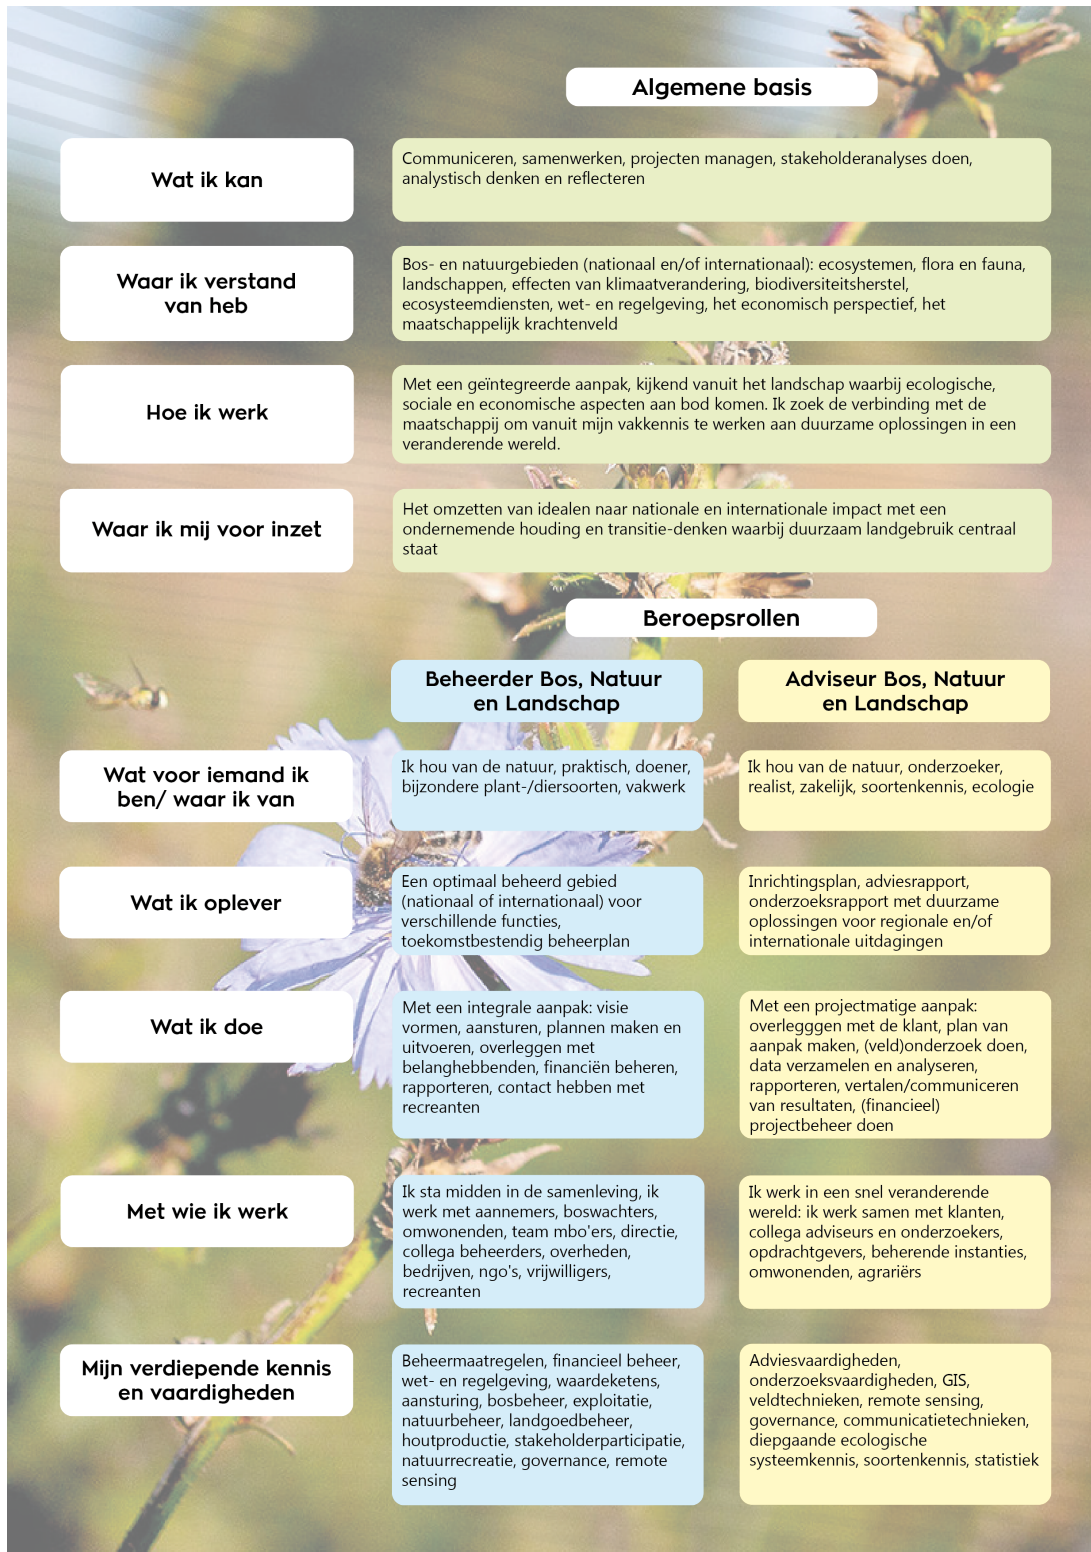 Algemene basis
Wat ik kan
Communiceren, samenwerken, projecten managen, stakeholderanalyses doen,
analystisch denken en reflecteren
Waar ik verstand
van heb
Bos- en natuurgebieden (nationaal en/of internationaal): ecosystemen, flora en fauna,
landschappen, effecten van klimaatverandering, biodiversiteitsherstel,
ecosysteemdiensten, wet- en regelgeving, het economisch perspectief, het
maatschappelijk krachtenveld
Hoe ik werk
Met een geïntegreerde aanpak, kijkend vanuit het landschap waarbij ecologische,
sociale en economische aspecten aan bod komen. Ik zoek de verbinding met de
maatschappij om vanuit mijn vakkennis te werken aan duurzame oplossingen in een
veranderende wereld.
Waar ik mij voor inzet
Het omzetten van idealen naar nationale en internationale impact met een
ondernemende houding en transitie-denken waarbij duurzaam landgebruik centraal
staat
Beroepsrollen
Beheerder Bos, Natuur
en Landschap
Adviseur Bos, Natuur
en Landschap
Wat voor iemand ik
ben/ waar ik van
Ik hou van de natuur, praktisch, doener,
bijzondere plant-/diersoorten, vakwerk
Ik hou van de natuur, onderzoeker,
realist, zakelijk, soortenkennis, ecologie
Wat ik oplever
Een optimaal beheerd gebied
(nationaal of internationaal) voor
verschillende functies,
toekomstbestendig beheerplan
Inrichtingsplan, adviesrapport,
onderzoeksrapport met duurzame
oplossingen voor regionale en/of
internationale uitdagingen
Wat ik doe
Met een integrale aanpak: visie
vormen, aansturen, plannen maken en
uitvoeren, overleggen met
belanghebbenden, financiën beheren,
rapporteren, contact hebben met
recreanten
Met een projectmatige aanpak:
overlegggen met de klant, plan van
aanpak maken, (veld)onderzoek doen,
data verzamelen en analyseren,
rapporteren, vertalen/communiceren
van resultaten, (financieel)
projectbeheer doen
Met wie ik werk
Ik sta midden in de samenleving, ik
werk met aannemers, boswachters,
omwonenden, team mbo'ers, directie,
collega beheerders, overheden,
bedrijven, ngo's, vrijwilligers,
recreanten
Ik werk in een snel veranderende
wereld: ik werk samen met klanten,
collega adviseurs en onderzoekers,
opdrachtgevers, beherende instanties,
omwonenden, agrariërs
Mijn verdiepende kennis
en vaardigheden
Beheermaatregelen, financieel beheer,
wet- en regelgeving, waardeketens,
aansturing, bosbeheer, exploitatie,
natuurbeheer, landgoedbeheer,
houtproductie, stakeholderparticipatie,
natuurrecreatie, governance, remote
sensing
Adviesvaardigheden,
onderzoeksvaardigheden, GIS,
veldtechnieken, remote sensing,
governance, communicatietechnieken,
diepgaande ecologische
systeemkennis, soortenkennis, statistiek